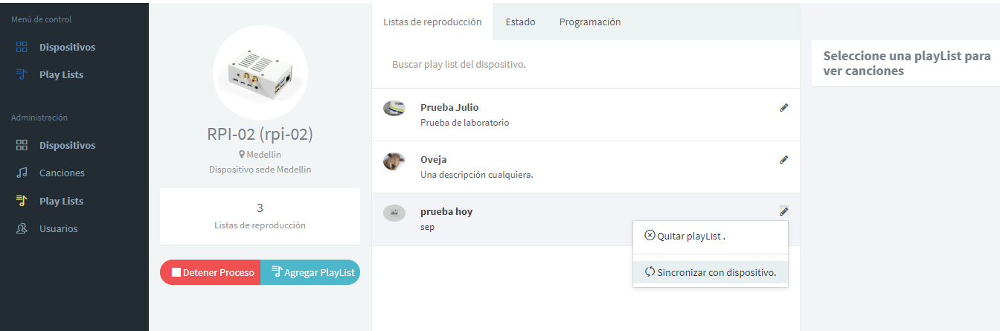 Menú de control
Dispositivos
Play Lists
Administración
Dispositivos
Canciones
Play Lists
Usuarios
RPI-02 (rpi-02)
Medellin
Dispositivo sede Medellin
3
Listas de reproducción
Detener Proceso
Agregar PlayList
Listas de reproducción
Estado
Programación
Buscar play list del dispositivo.
Prueba Julio
Prueba de laboratorio
Oveja
Una descripción cualquiera.
prueba hoy
sep
Quitar playList .
Sincronizar con dispositivo.
Seleccione una playList para
ver canciones